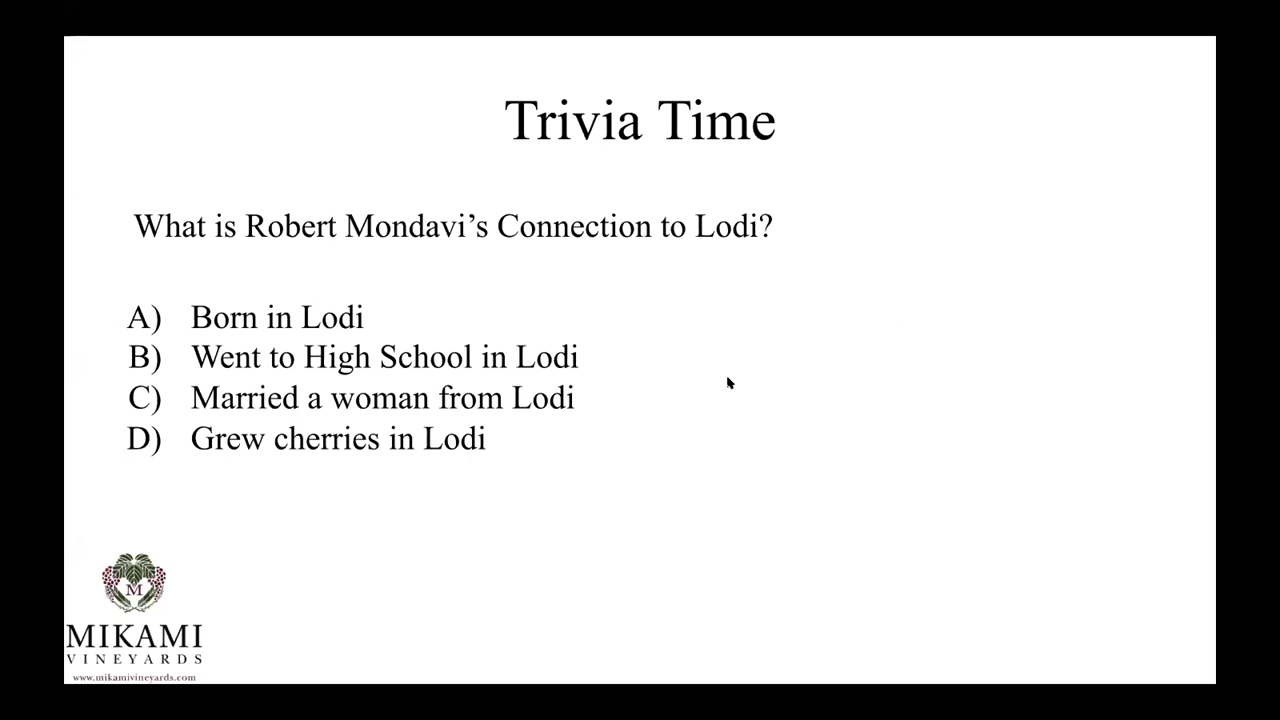 Trivia Time
What is Robert Mondavi’s Connection to Lodi?
A) Born in Lodi
B) Went to High School in Lodi
C) Married a woman from Lodi
D) Grew cherries in Lodi
M
MIKAMI
VINEYARDS
www.mikamivineyards.com